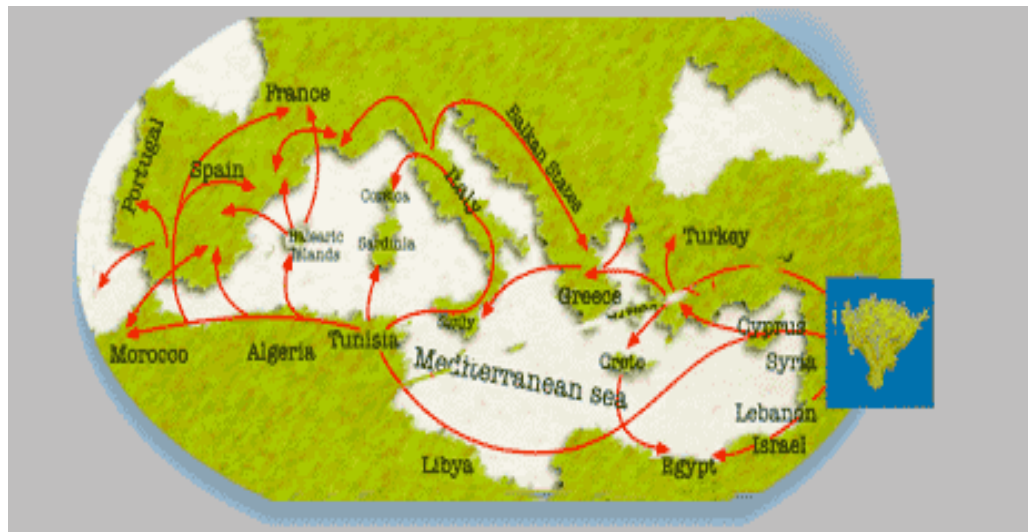 France
Portugal
Spain
Balkan States
Italy
Corsica
Balearic
Islands
Sardinia
Turkey
Greece
Sicily
Cyprus
Morocco
Algeria
Tunisia
Crete
Syria
Mediterranean sea
Lebanon
Israel
Libya
Egypt